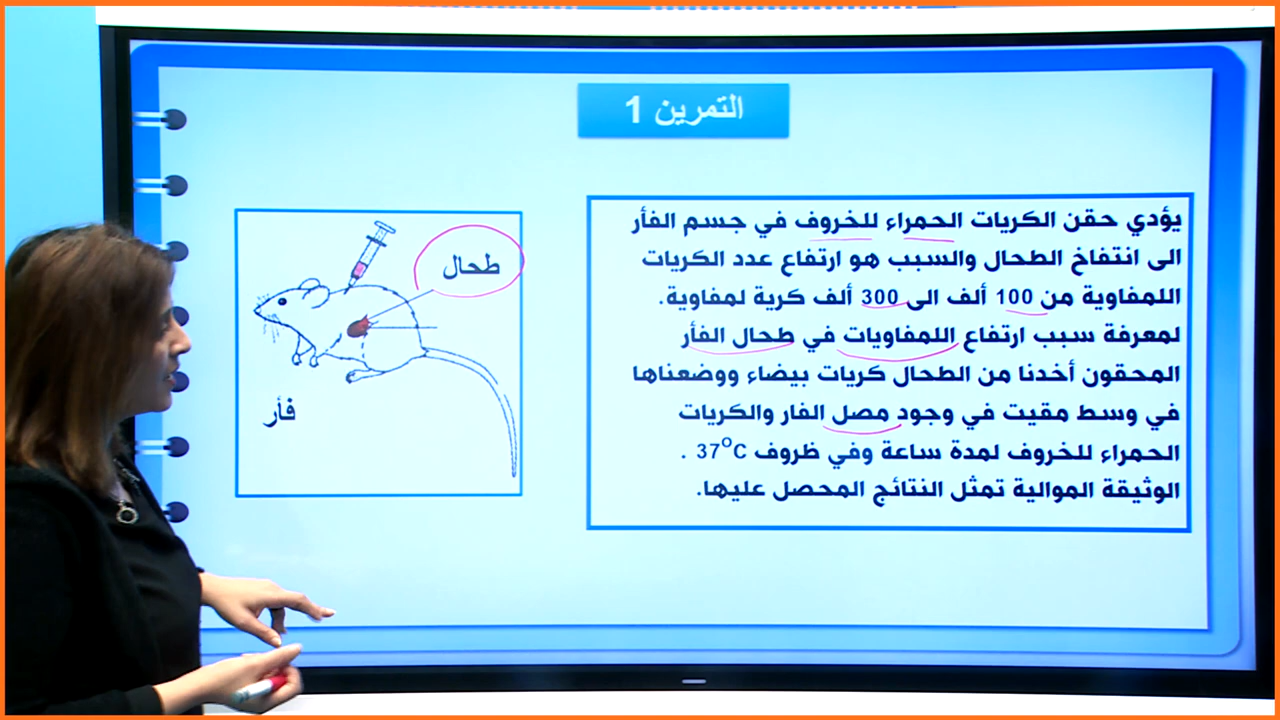 التمرين 1
يؤدي حقن الكريات الحمراء للخروف في جسم الفأر
الى انتفاخ الطحال والسبب هو ارتفاع عدد الكريات
اللمفاوية من 100 ألف الى 300 ألف كرية لمفاوية.
لمعرفة سبب ارتفاع اللمفاويات في طحال الفأر
المحقون أخدنا من الطحال كريات بيضاء ووضعناها
في وسط مقيت في وجود مصل الفار والكريات
الحمراء للخروف لمدة ساعة وفي ظروف 37°C .
الوثيقة الموالية تمثل النتائج المحصل عليها.
طحال
فأر